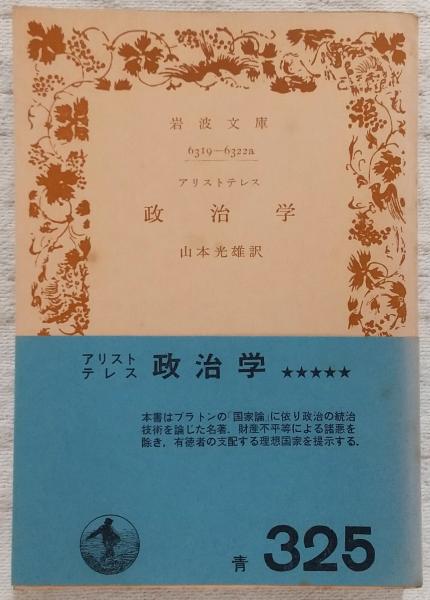 岩波文庫
6319—6322a
アリストテレス
政治学
山本光雄訳
アリスト
テレス
政治学 ★★★★★
本書はプラトンの「国家論」に依り政治の統治
技術を論じた名著．財産不平等による諸悪を
除き，有徳者の支配する理想国家を提示する．
青 325